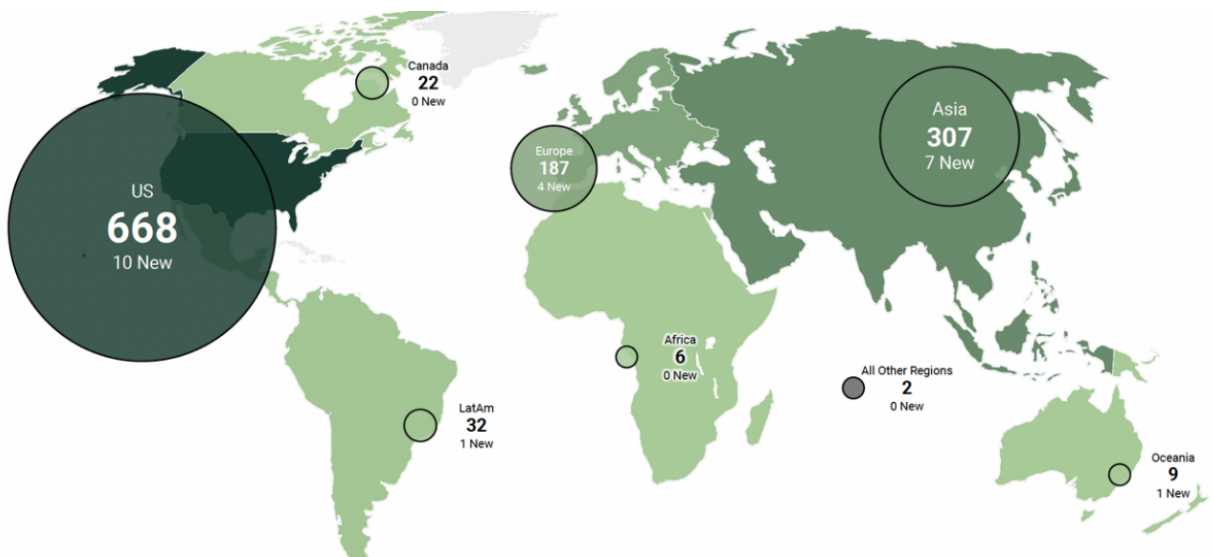 Canada
22
0 New
US
668
10 New
Europe
187
4 New
Asia
307
7 New
Africa
6
0 New
All Other Regions
2
0 New
LatAm
32
1 New
Oceania
9
1 New